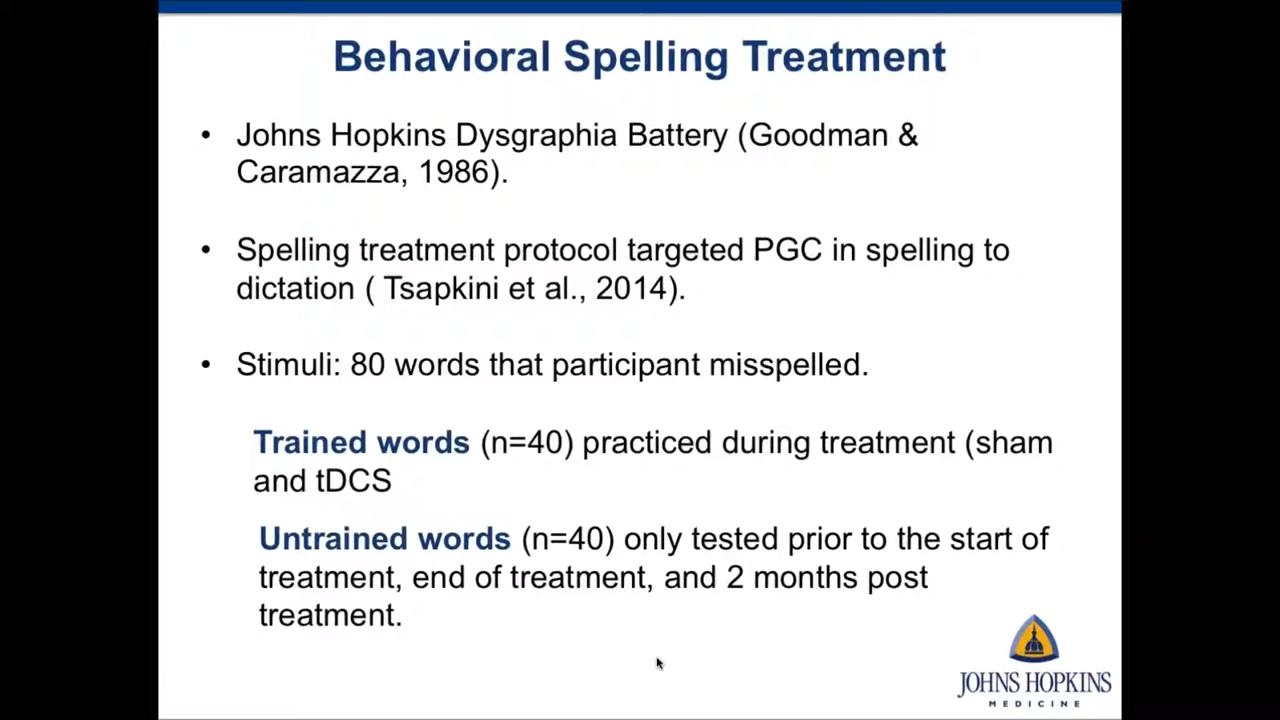 Behavioral Spelling Treatment
• Johns Hopkins Dysgraphia Battery (Goodman &
Caramazza, 1986).
• Spelling treatment protocol targeted PGC in spelling to
dictation ( Tsapkini et al., 2014).
• Stimuli: 80 words that participant misspelled.
Trained words (n=40) practiced during treatment (sham
and tDCS
Untrained words (n=40) only tested prior to the start of
treatment, end of treatment, and 2 months post
treatment.
JOHNS HOPKINS
MEDICINE